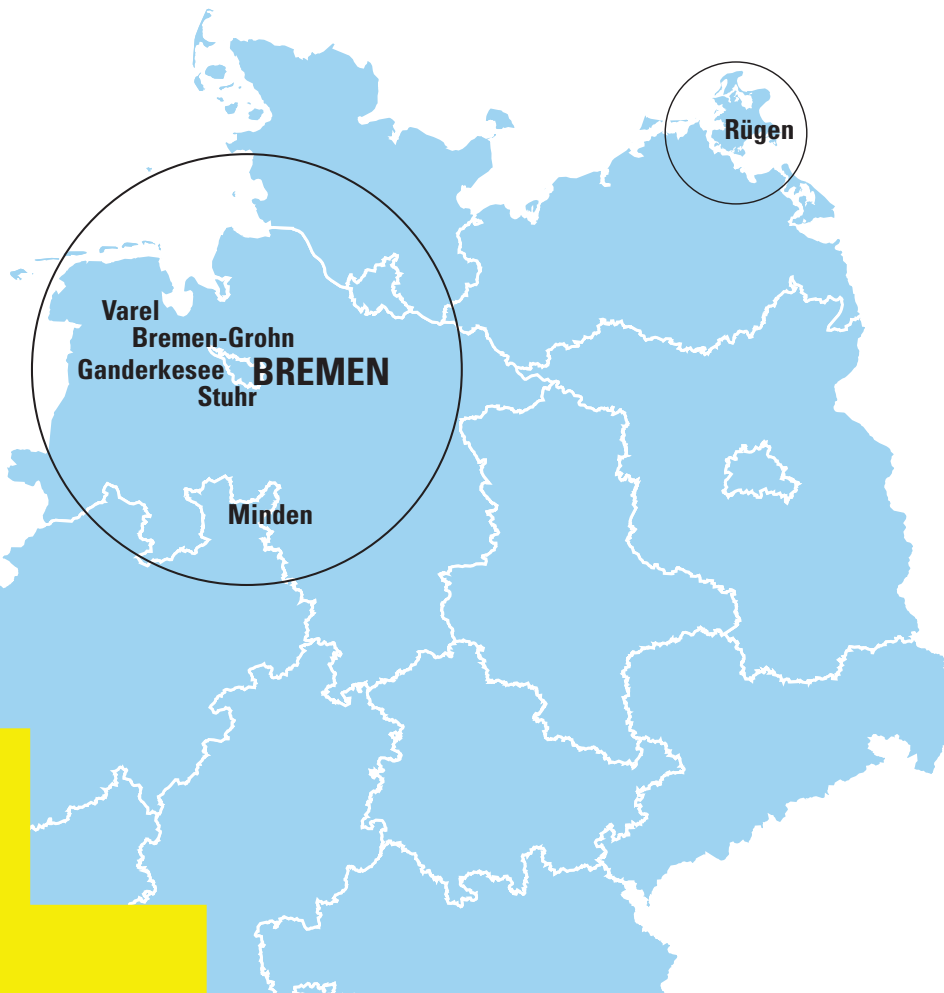 Rügen
Varel
Bremen-Grohn
Ganderkesee
BREMEN
Stuhr
Minden